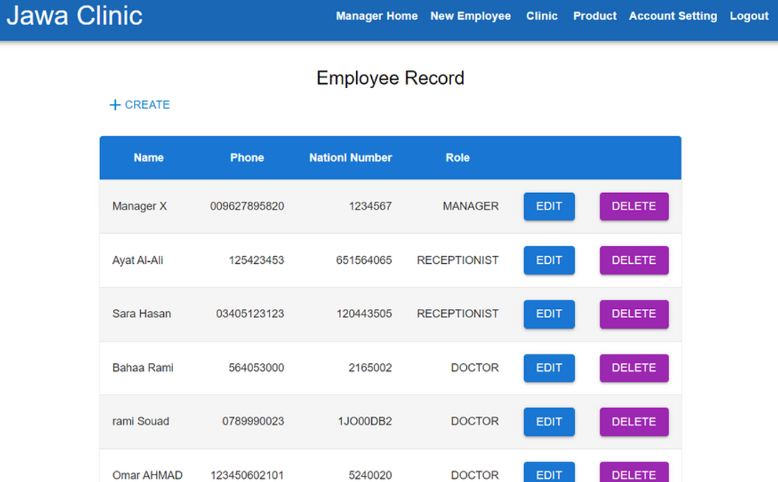 Jawa Clinic Manager Home New Employee Clinic Product Account Setting Logout
Employee Record
+ CREATE
Name Phone Nationl Number Role
Manager X 009627895820 1234567 MANAGER EDIT DELETE
Ayat Al-Ali 125423453 651564065 RECEPTIONIST EDIT DELETE
Sara Hasan 03405123123 120443505 RECEPTIONIST EDIT DELETE
Bahaa Rami 564053000 2165002 DOCTOR EDIT DELETE
rami Souad 0789990023 1JO00DB2 DOCTOR EDIT DELETE
Omar AHMAD 123450602101 5240020 DOCTOR EDIT DELETE